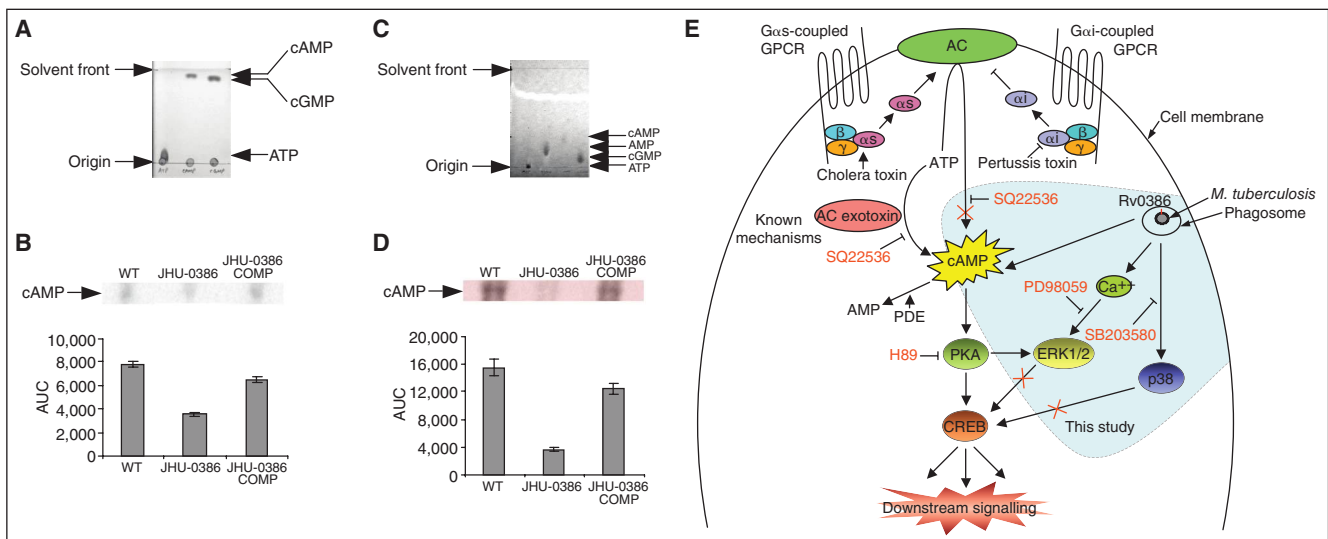 A
Solvent front
cAMP
cGMP
Origin
ATP
B
WT
JHU-0386
JHU-0386
COMP
cAMP
10,000
8,000
6,000
4,000
2,000
0
AUC
WT
JHU-0386
JHU-0386
COMP
C
Solvent front
cAMP
AMP
cGMP
ATP
Origin
D
WT
JHU-0386
JHU-0386
COMP
cAMP
16,000
12,000
8,000
4,000
0
AUC
WT
JHU-0386
JHU-0386
COMP
E
Gαs-coupled
GPCR
AC
Gαi-coupled
GPCR
αs
αi
β
αs
γ
αi
β
γ
Cell membrane
ATP
Cholera toxin
Pertussis toxin
AC exotoxin
SQ22536
Rv0386
M. tuberculosis
Phagosome
Known
mechanisms
SQ22536
cAMP
Ca++
PD98059
AMP
PDE
SB203580
H89
PKA
ERK1/2
p38
CREB
This study
Downstream signalling